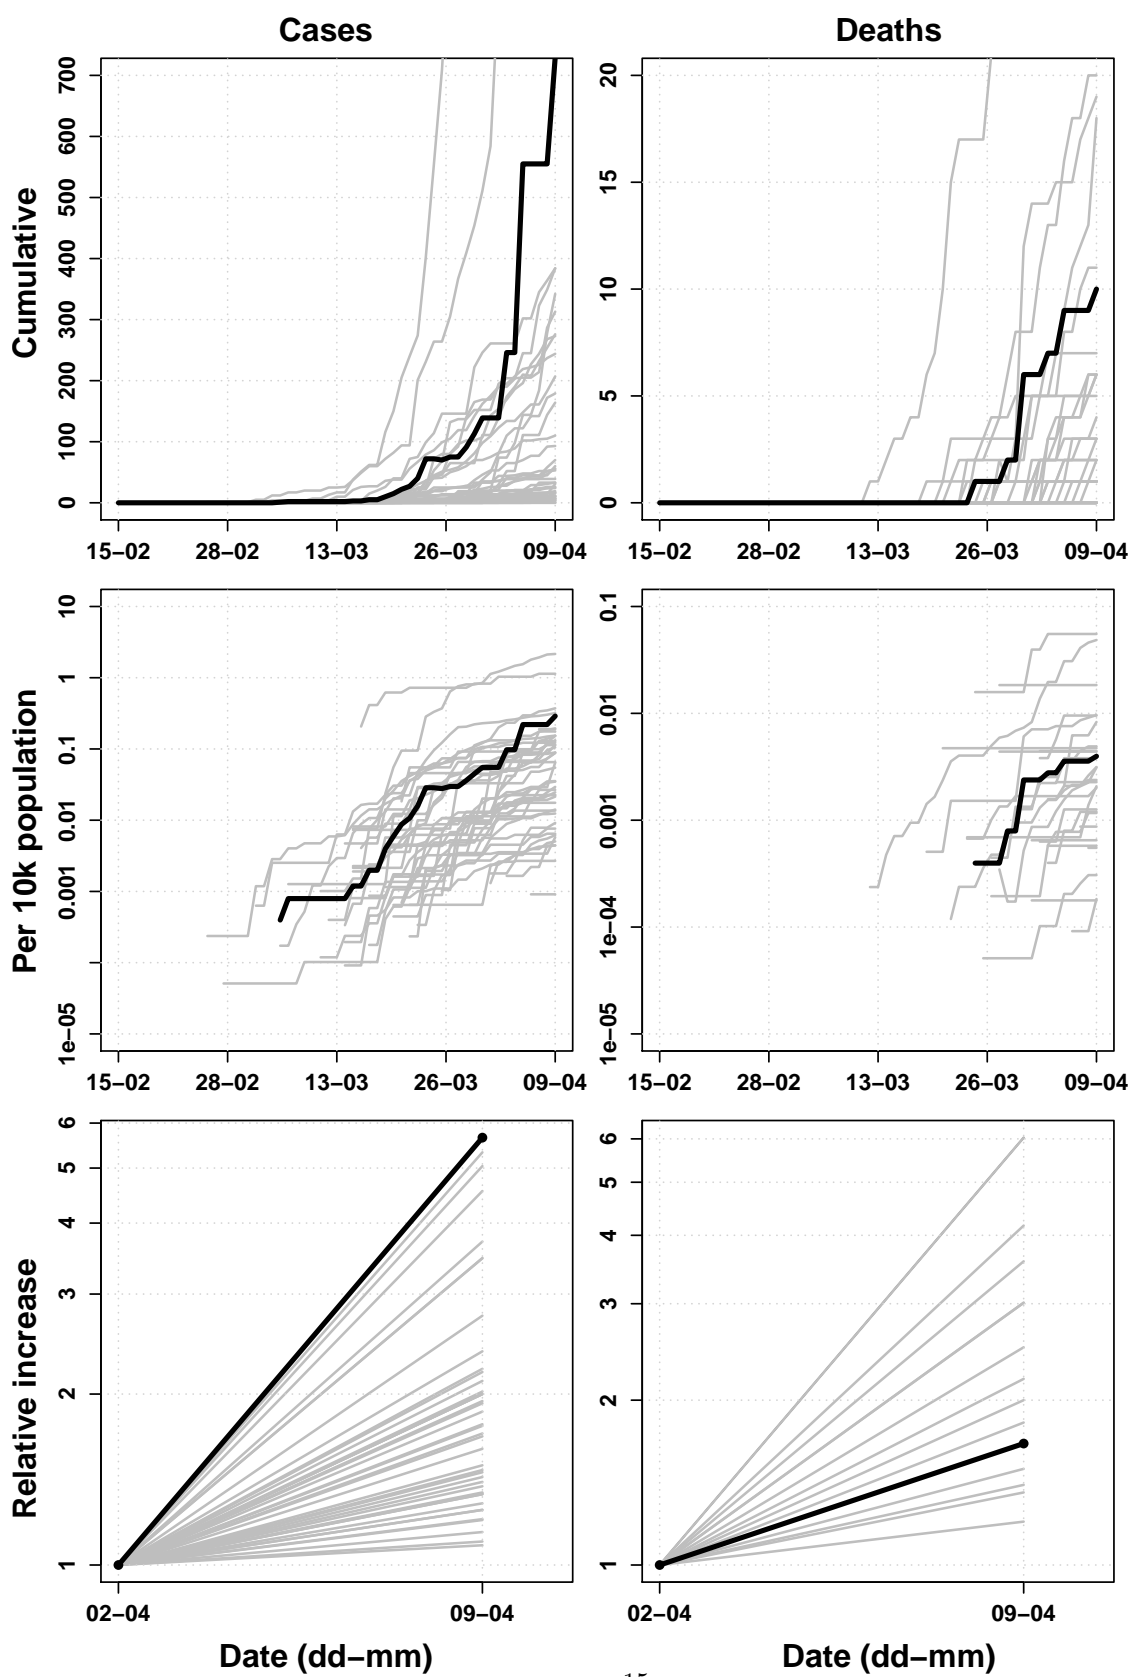 Cases
Deaths
Cumulative
0 100 200 300 400 500 600 700
0 5 10 15 20
15−02 28−02 13−03 26−03 09−04
15−02 28−02 13−03 26−03 09−04
Per 10k population
1e−05 0.001 0.01 0.1 1 10
1e−05 1e−04 0.001 0.01 0.1
15−02 28−02 13−03 26−03 09−04
15−02 28−02 13−03 26−03 09−04
Relative increase
1 2 3 4 5 6
1 2 3 4 5 6
02−04 09−04
02−04 09−04
Date (dd−mm)
Date (dd−mm)